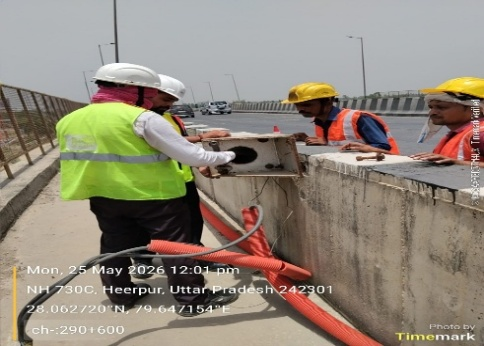 Mon, 25 May 2026 12:01 pm
NH 730C, Heerpur, Uttar Pradesh 242301
28.062720°N, 79.647154°E
ch-:290+600
Photo by
Timemark